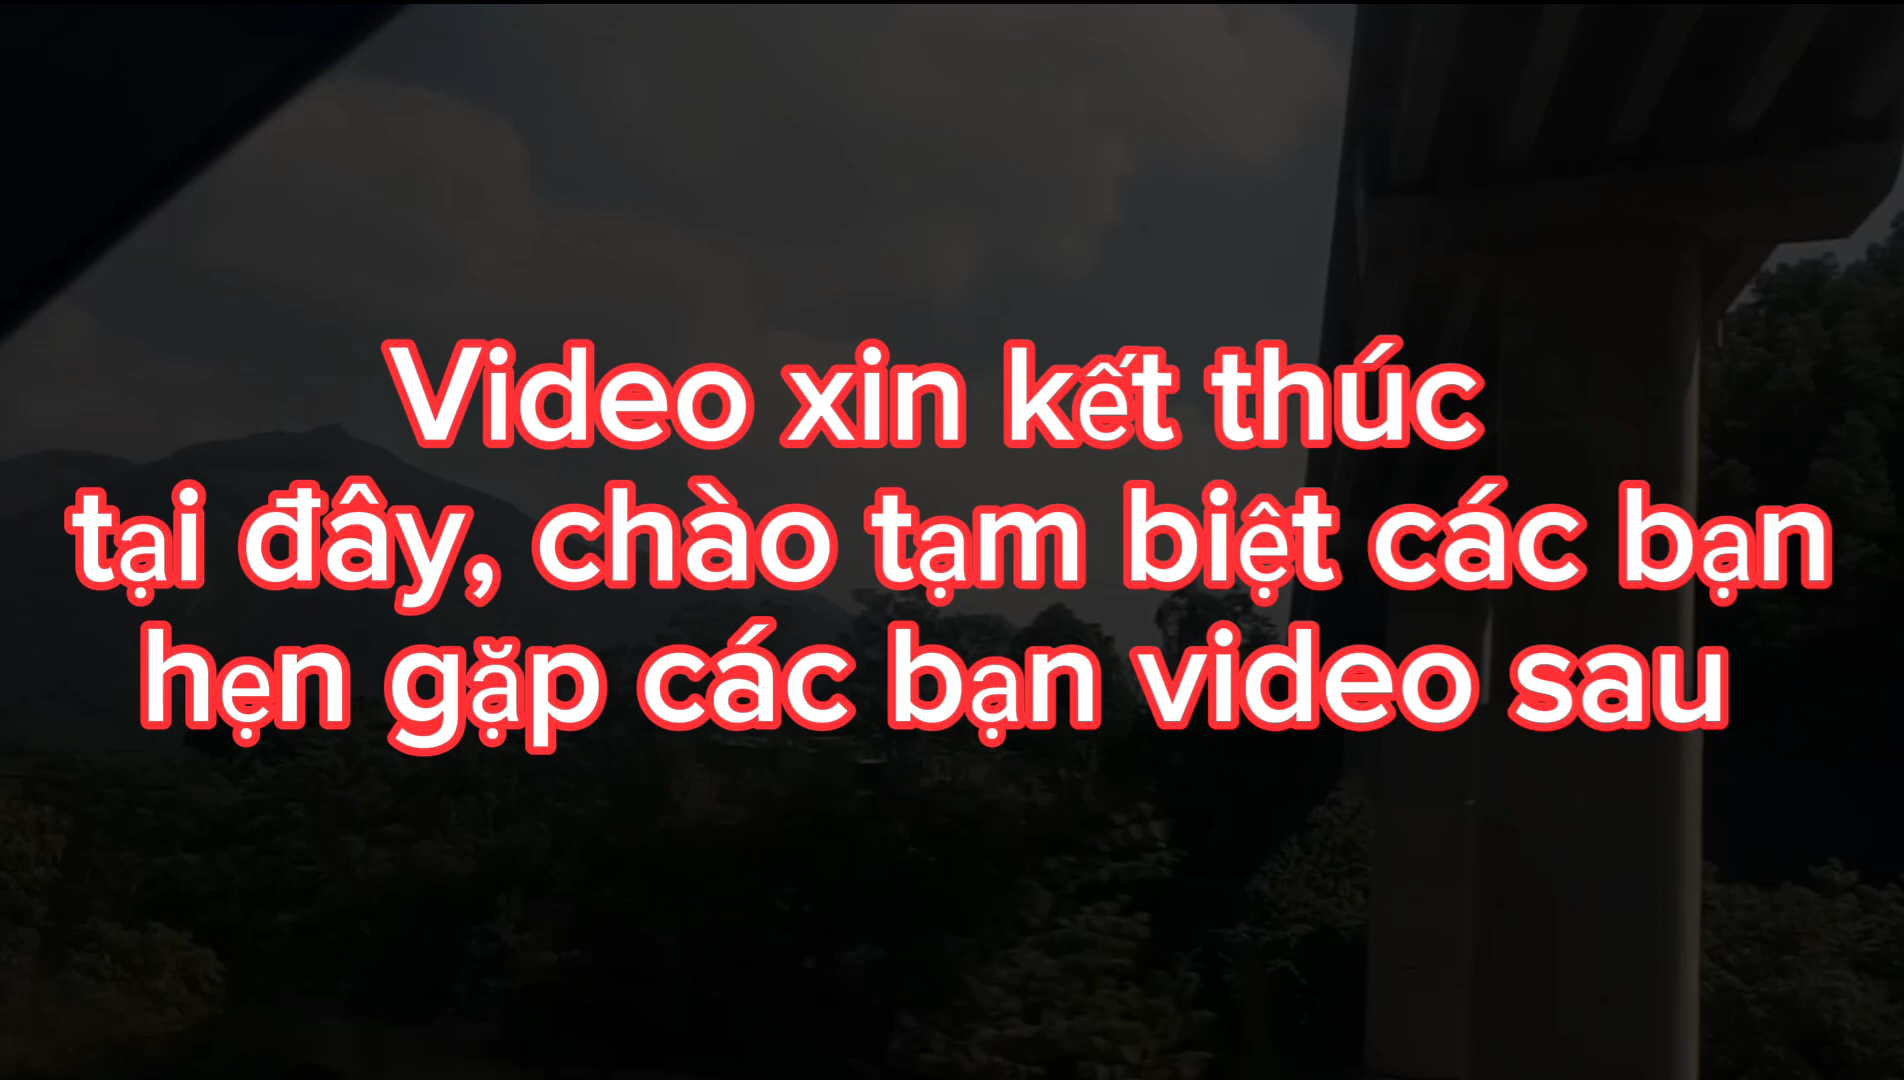 Video xin kết thúc
tại đây, chào tạm biệt các bạn
hẹn gặp các bạn video sau